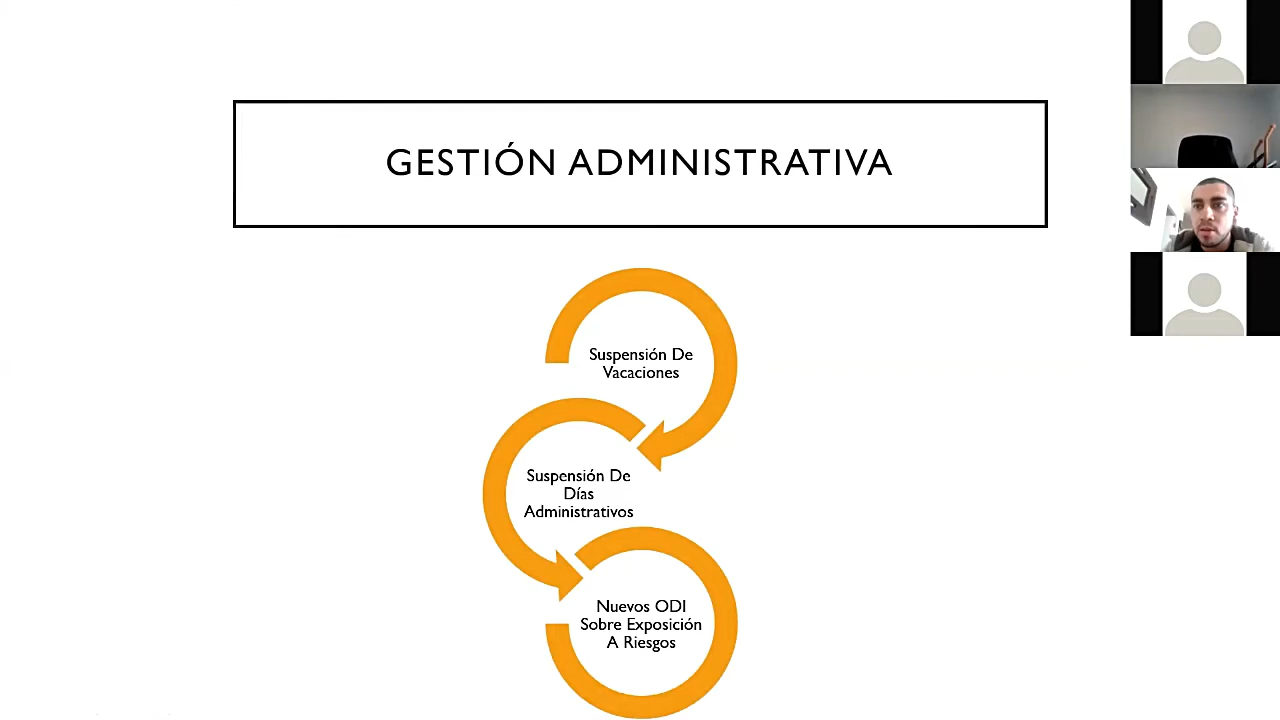 GESTIÓN ADMINISTRATIVA
Suspensión De
Vacaciones
Suspensión De
Días
Administrativos
Nuevos ODI
Sobre Exposición
A Riesgos